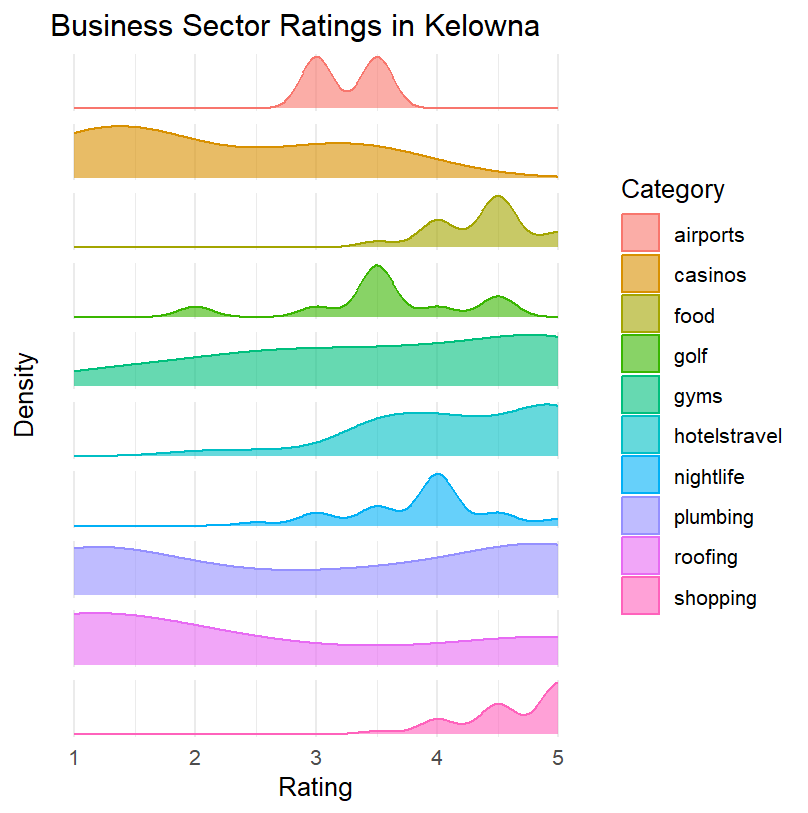 Business Sector Ratings in Kelowna
Density
1 2 3 4 5
Rating
Category
airports
casinos
food
golf
gyms
hotelstravel
nightlife
plumbing
roofing
shopping